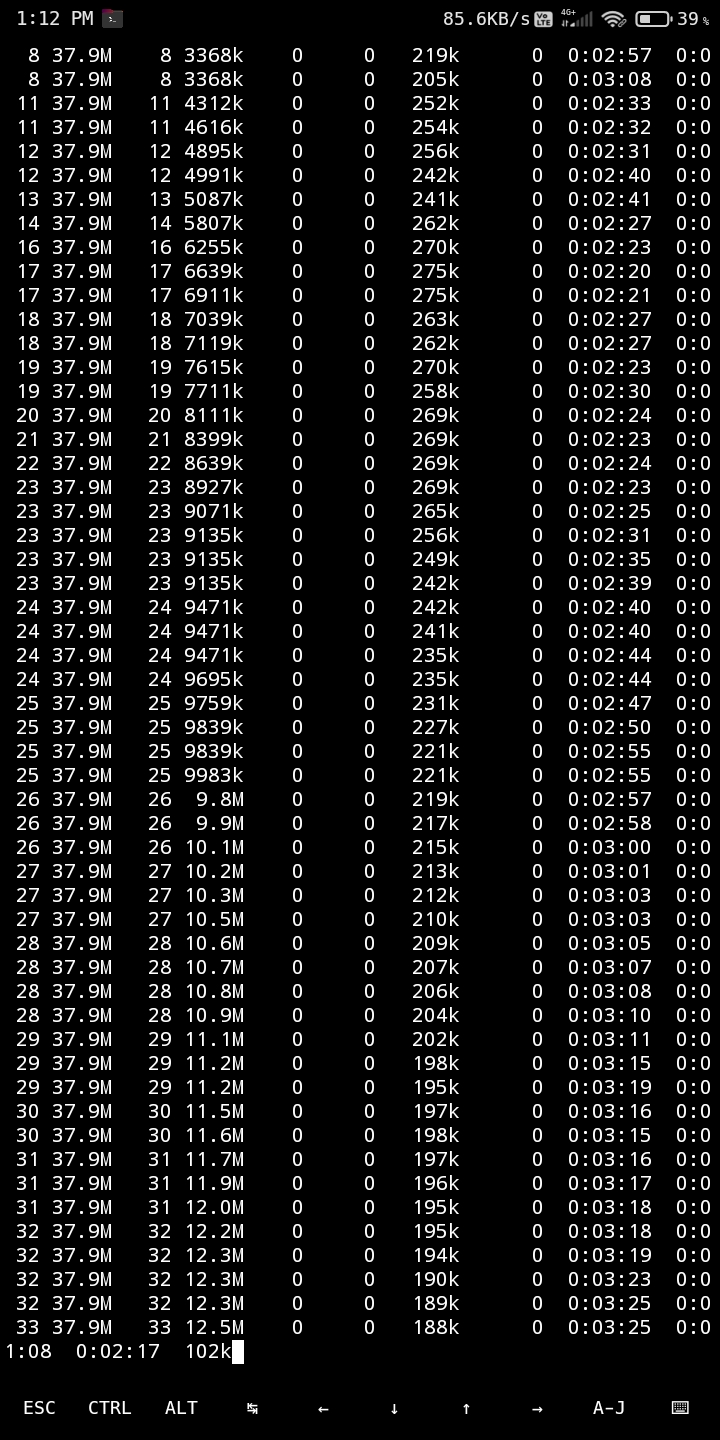 1:12 PM 85.6KB/s Vo LTE 4G+ 39 %
8 37.9M 8 3368k 0 0 219k 0 0:02:57 0:0
8 37.9M 8 3368k 0 0 205k 0 0:03:08 0:0
11 37.9M 11 4312k 0 0 252k 0 0:02:33 0:0
11 37.9M 11 4616k 0 0 254k 0 0:02:32 0:0
12 37.9M 12 4895k 0 0 256k 0 0:02:31 0:0
12 37.9M 12 4991k 0 0 242k 0 0:02:40 0:0
13 37.9M 13 5087k 0 0 241k 0 0:02:41 0:0
14 37.9M 14 5807k 0 0 262k 0 0:02:27 0:0
16 37.9M 16 6255k 0 0 270k 0 0:02:23 0:0
17 37.9M 17 6639k 0 0 275k 0 0:02:20 0:0
17 37.9M 17 6911k 0 0 275k 0 0:02:21 0:0
18 37.9M 18 7039k 0 0 263k 0 0:02:27 0:0
18 37.9M 18 7119k 0 0 262k 0 0:02:27 0:0
19 37.9M 19 7615k 0 0 270k 0 0:02:23 0:0
19 37.9M 19 7711k 0 0 258k 0 0:02:30 0:0
20 37.9M 20 8111k 0 0 269k 0 0:02:24 0:0
21 37.9M 21 8399k 0 0 269k 0 0:02:23 0:0
22 37.9M 22 8639k 0 0 269k 0 0:02:24 0:0
23 37.9M 23 8927k 0 0 269k 0 0:02:23 0:0
23 37.9M 23 9071k 0 0 265k 0 0:02:25 0:0
23 37.9M 23 9135k 0 0 256k 0 0:02:31 0:0
23 37.9M 23 9135k 0 0 249k 0 0:02:35 0:0
23 37.9M 23 9135k 0 0 242k 0 0:02:39 0:0
24 37.9M 24 9471k 0 0 242k 0 0:02:40 0:0
24 37.9M 24 9471k 0 0 241k 0 0:02:40 0:0
24 37.9M 24 9471k 0 0 235k 0 0:02:44 0:0
24 37.9M 24 9695k 0 0 235k 0 0:02:44 0:0
25 37.9M 25 9759k 0 0 231k 0 0:02:47 0:0
25 37.9M 25 9839k 0 0 227k 0 0:02:50 0:0
25 37.9M 25 9839k 0 0 221k 0 0:02:55 0:0
25 37.9M 25 9983k 0 0 221k 0 0:02:55 0:0
26 37.9M 26 9.8M 0 0 219k 0 0:02:57 0:0
26 37.9M 26 9.9M 0 0 217k 0 0:02:58 0:0
26 37.9M 26 10.1M 0 0 215k 0 0:03:00 0:0
27 37.9M 27 10.2M 0 0 213k 0 0:03:01 0:0
27 37.9M 27 10.3M 0 0 212k 0 0:03:03 0:0
27 37.9M 27 10.5M 0 0 210k 0 0:03:03 0:0
28 37.9M 28 10.6M 0 0 209k 0 0:03:05 0:0
28 37.9M 28 10.7M 0 0 207k 0 0:03:07 0:0
28 37.9M 28 10.8M 0 0 206k 0 0:03:08 0:0
28 37.9M 28 10.9M 0 0 204k 0 0:03:10 0:0
29 37.9M 29 11.1M 0 0 202k 0 0:03:11 0:0
29 37.9M 29 11.2M 0 0 198k 0 0:03:15 0:0
29 37.9M 29 11.2M 0 0 195k 0 0:03:19 0:0
30 37.9M 30 11.5M 0 0 197k 0 0:03:16 0:0
30 37.9M 30 11.6M 0 0 198k 0 0:03:15 0:0
31 37.9M 31 11.7M 0 0 197k 0 0:03:16 0:0
31 37.9M 31 11.9M 0 0 196k 0 0:03:17 0:0
31 37.9M 31 12.0M 0 0 195k 0 0:03:18 0:0
32 37.9M 32 12.2M 0 0 195k 0 0:03:18 0:0
32 37.9M 32 12.3M 0 0 194k 0 0:03:19 0:0
32 37.9M 32 12.3M 0 0 190k 0 0:03:23 0:0
32 37.9M 32 12.3M 0 0 189k 0 0:03:25 0:0
33 37.9M 33 12.5M 0 0 188k 0 0:03:25 0:0
1:08 0:02:17 102k
ESC CTRL ALT ↹ ← ↓ ↑ → A-J